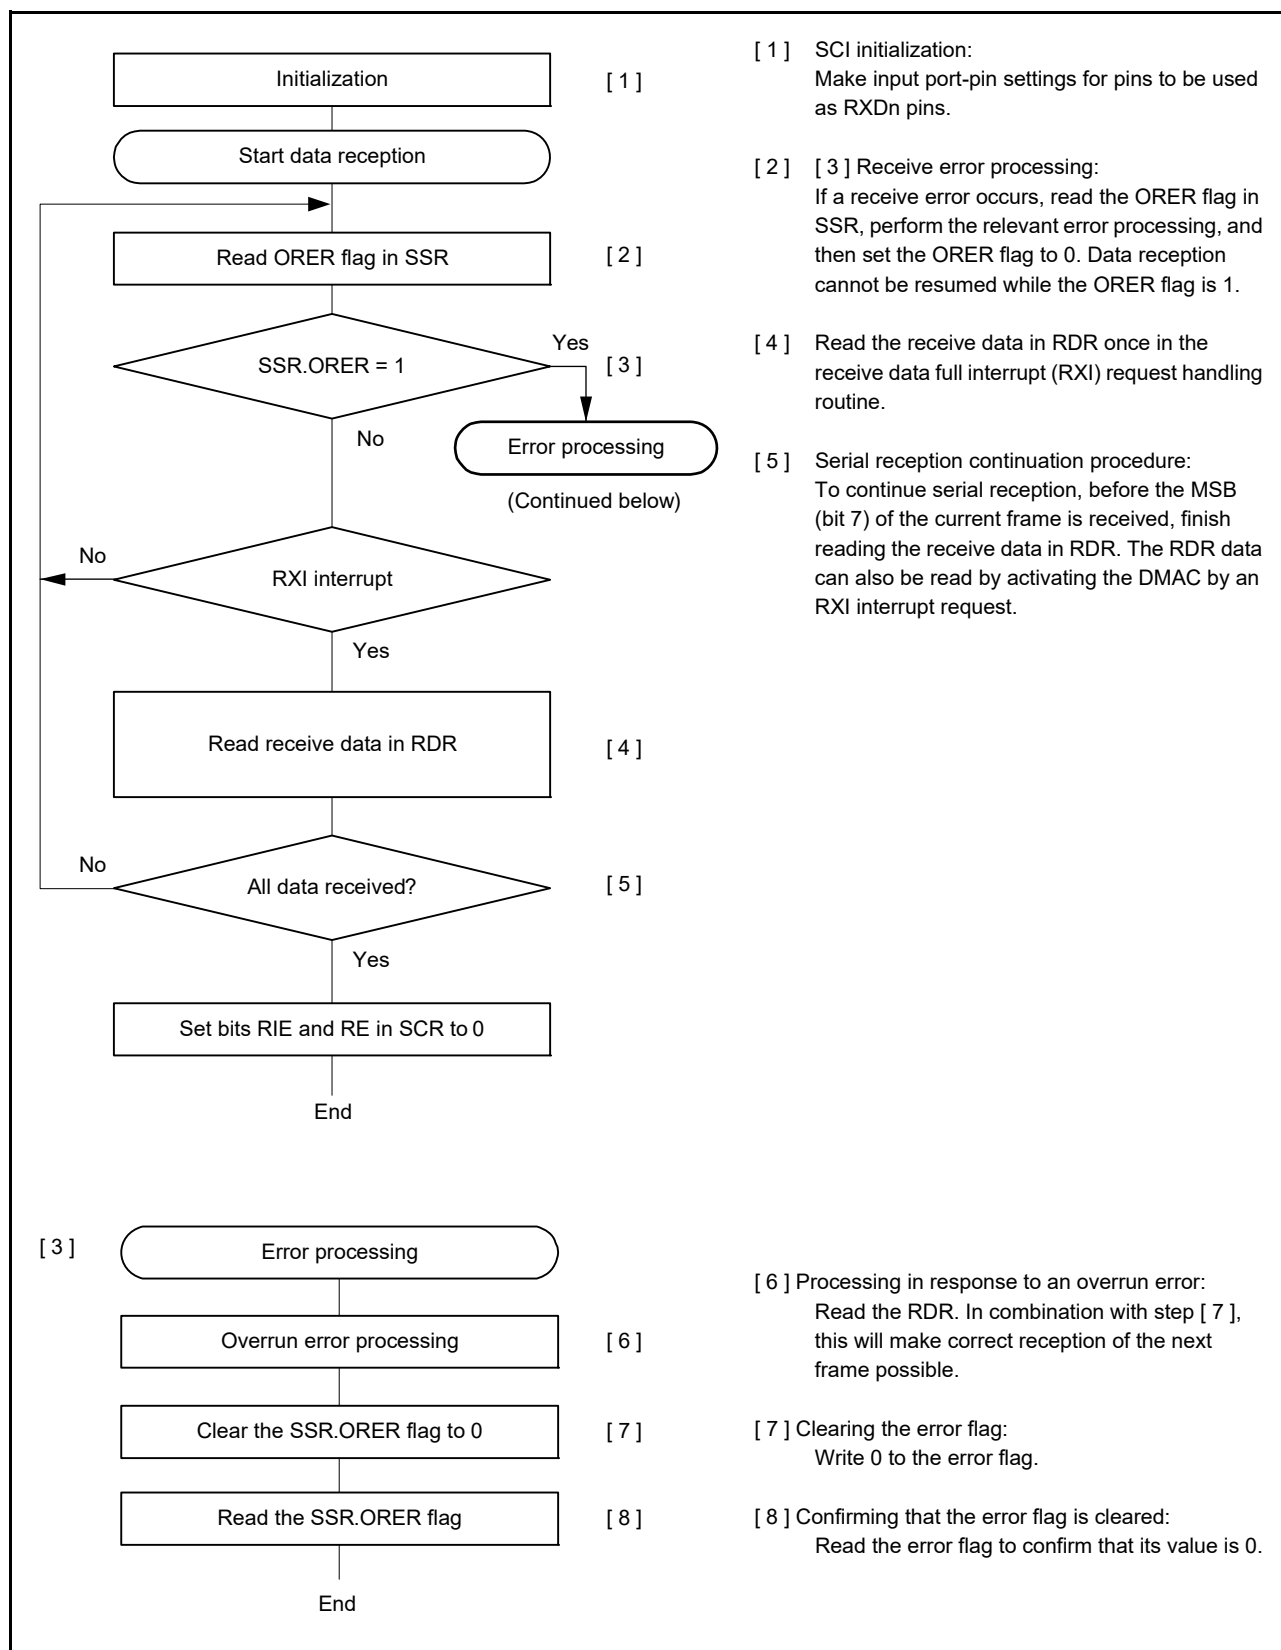 Initialization
[ 1 ]
Start data reception
Read ORER flag in SSR
[ 2 ]
SSR.ORER = 1
Yes
[ 3 ]
No
Error processing
(Continued below)
No
RXI interrupt
Yes
Read receive data in RDR
[ 4 ]
No
All data received?
[ 5 ]
Yes
Set bits RIE and RE in SCR to 0
End
[ 1 ] SCI initialization:
Make input port-pin settings for pins to be used
as RXDn pins.
[ 2 ] [ 3 ] Receive error processing:
If a receive error occurs, read the ORER flag in
SSR, perform the relevant error processing, and
then set the ORER flag to 0. Data reception
cannot be resumed while the ORER flag is 1.
[ 4 ] Read the receive data in RDR once in the
receive data full interrupt (RXI) request handling
routine.
[ 5 ] Serial reception continuation procedure:
To continue serial reception, before the MSB
(bit 7) of the current frame is received, finish
reading the receive data in RDR. The RDR data
can also be read by activating the DMAC by an
RXI interrupt request.
[ 3 ]
Error processing
Overrun error processing
[ 6 ]
Clear the SSR.ORER flag to 0
[ 7 ]
Read the SSR.ORER flag
[ 8 ]
End
[ 6 ] Processing in response to an overrun error:
Read the RDR. In combination with step [ 7 ],
this will make correct reception of the next
frame possible.
[ 7 ] Clearing the error flag:
Write 0 to the error flag.
[ 8 ] Confirming that the error flag is cleared:
Read the error flag to confirm that its value is 0.